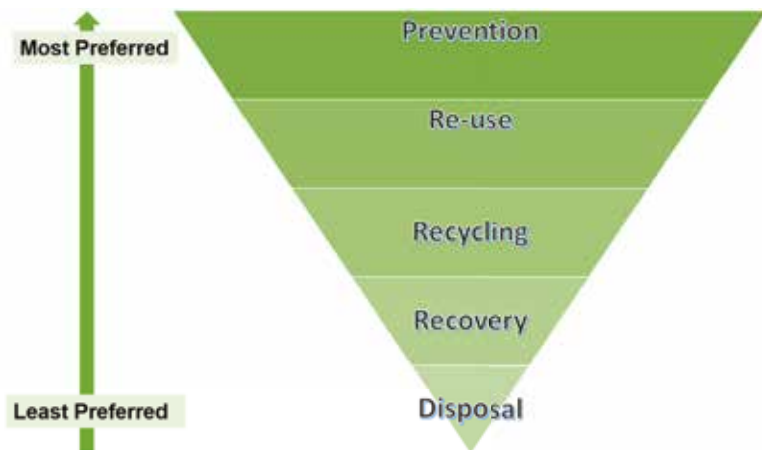 Prevention
Most Preferred
Re-use
Recycling
Recovery
Least Preferred
Disposal